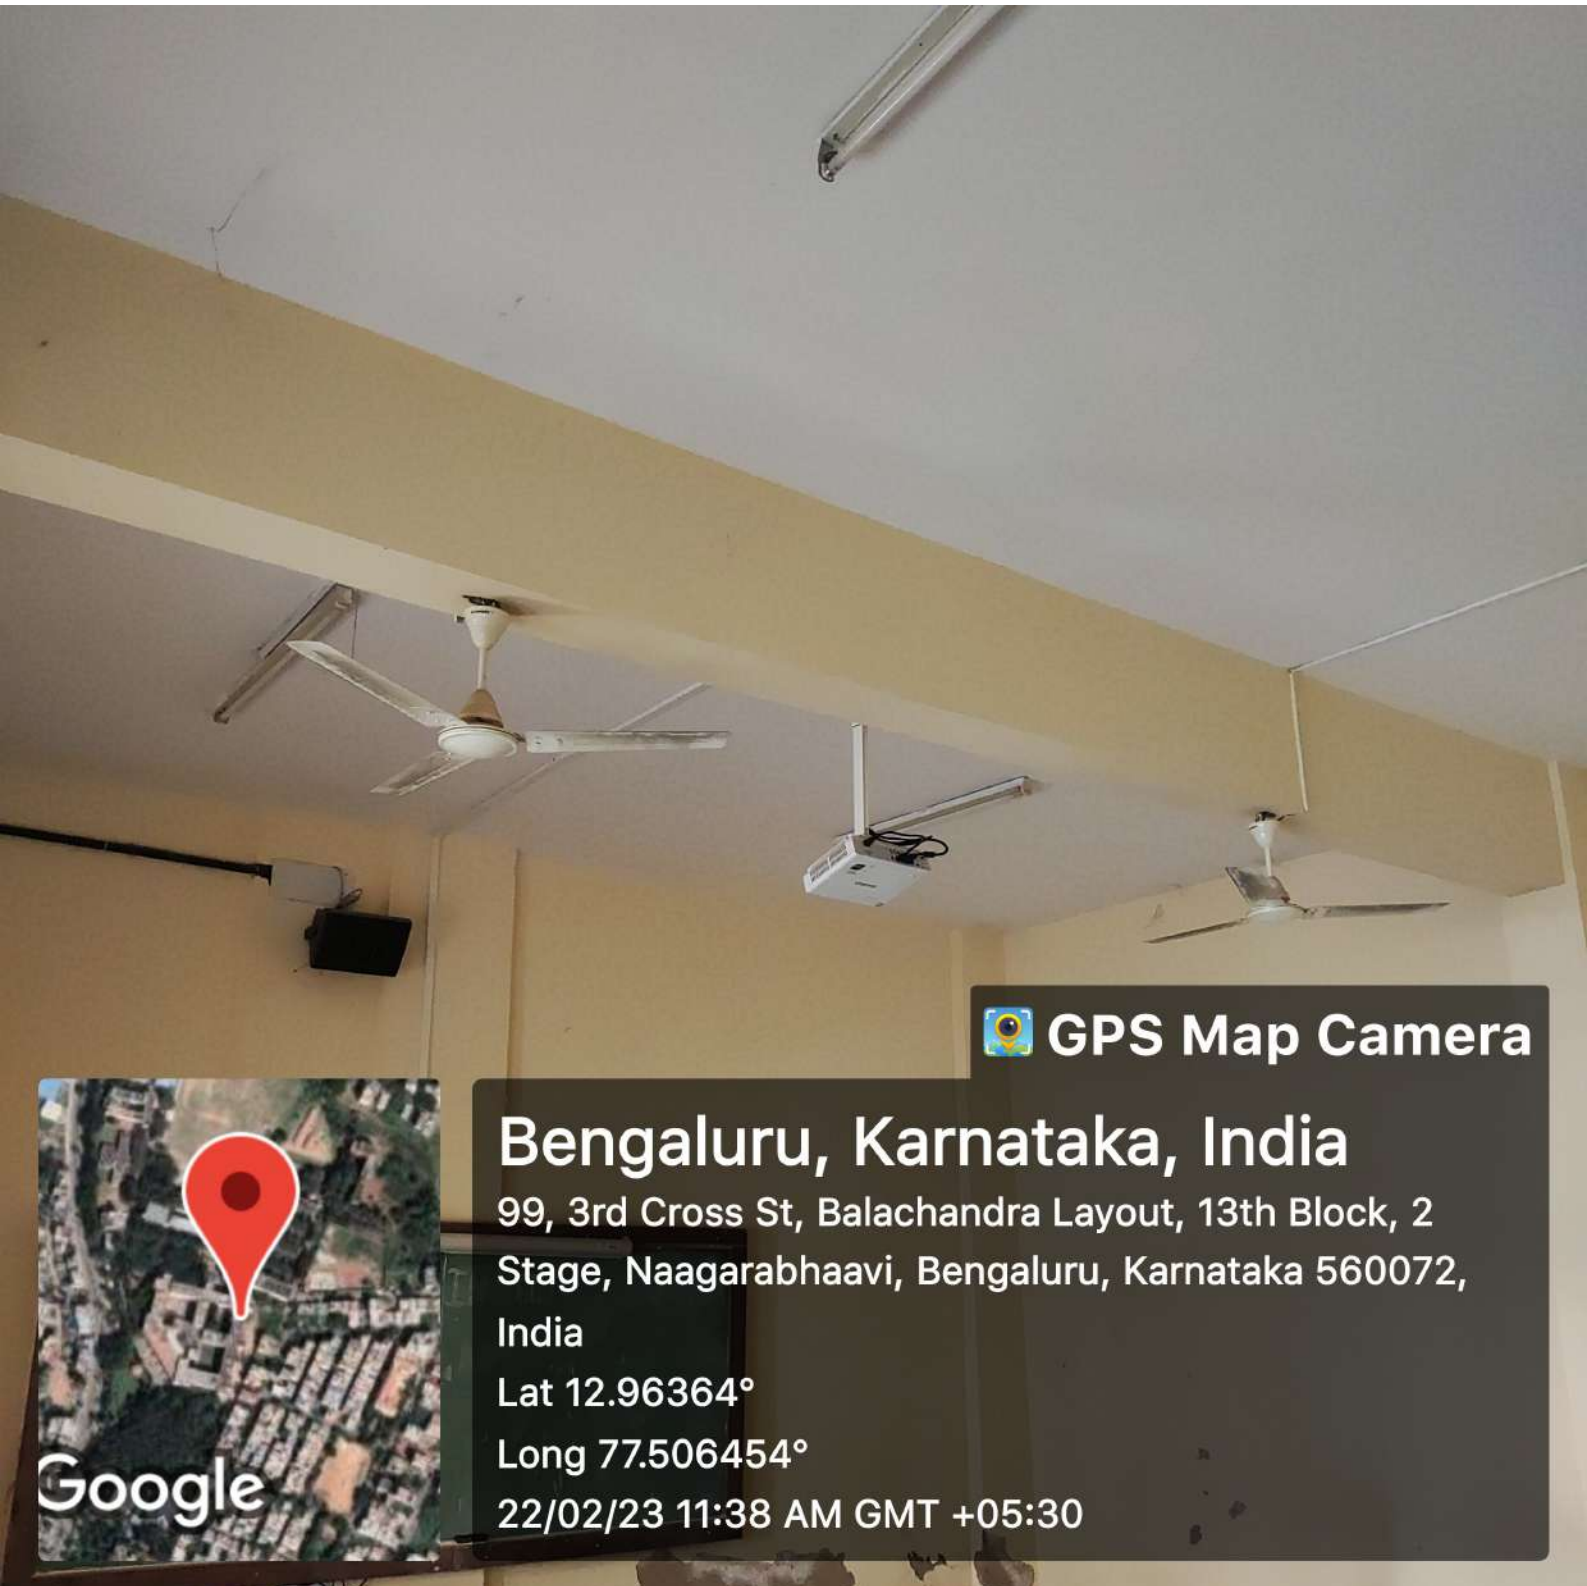 GPS Map Camera
Bengaluru, Karnataka, India
99, 3rd Cross St, Balachandra Layout, 13th Block, 2
Stage, Naagarabhaavi, Bengaluru, Karnataka 560072,
India
Lat 12.96364°
Long 77.506454°
22/02/23 11:38 AM GMT +05:30
Google